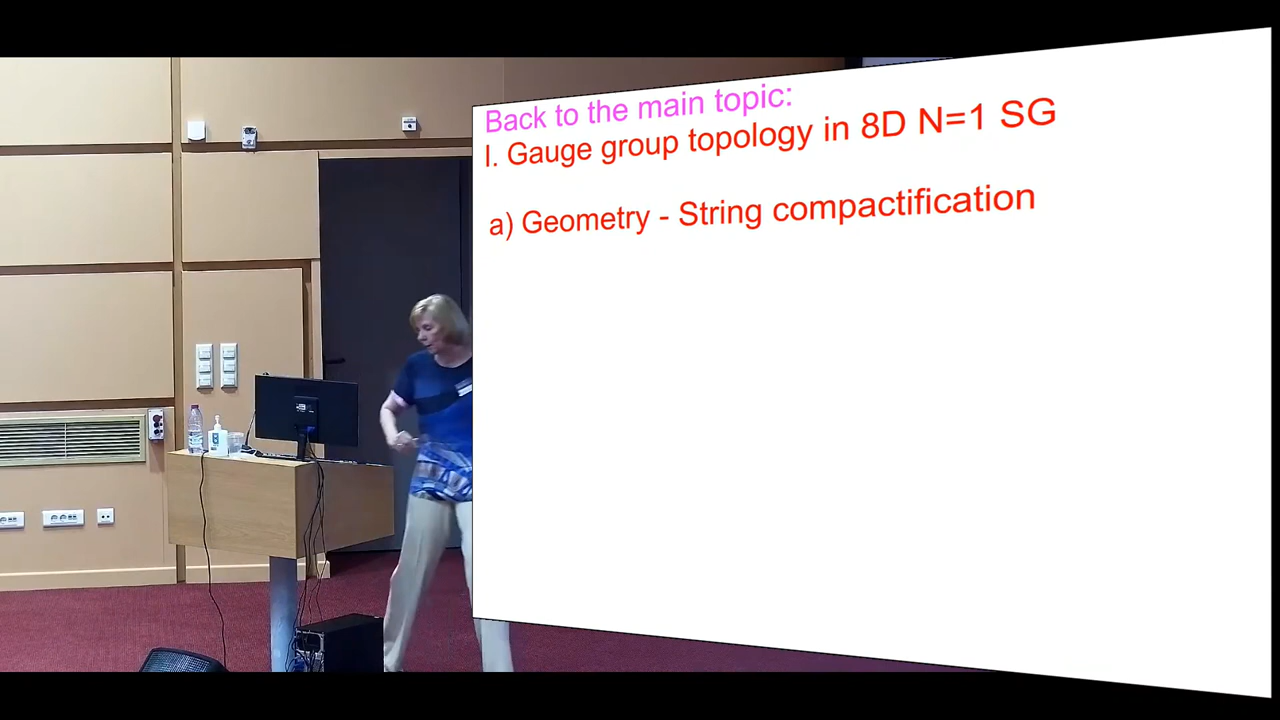 Back to the main topic:
I. Gauge group topology in 8D N=1 SG
a) Geometry - String compactification